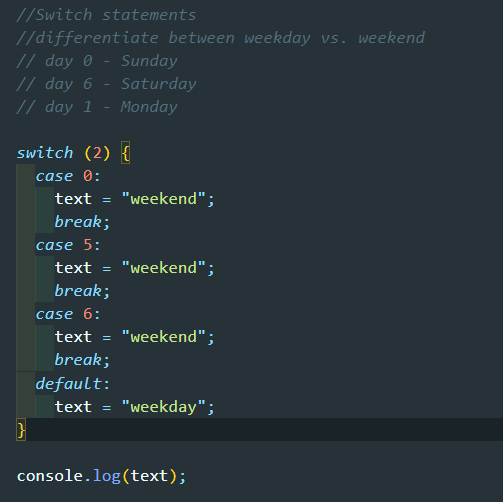 //Switch statements
//differentiate between weekday vs. weekend
// day 0 - Sunday
// day 6 - Saturday
// day 1 - Monday
switch (2) {
case 0:
text = "weekend";
break;
case 5:
text = "weekend";
break;
case 6:
text = "weekend";
break;
default:
text = "weekday";
}
console.log(text);